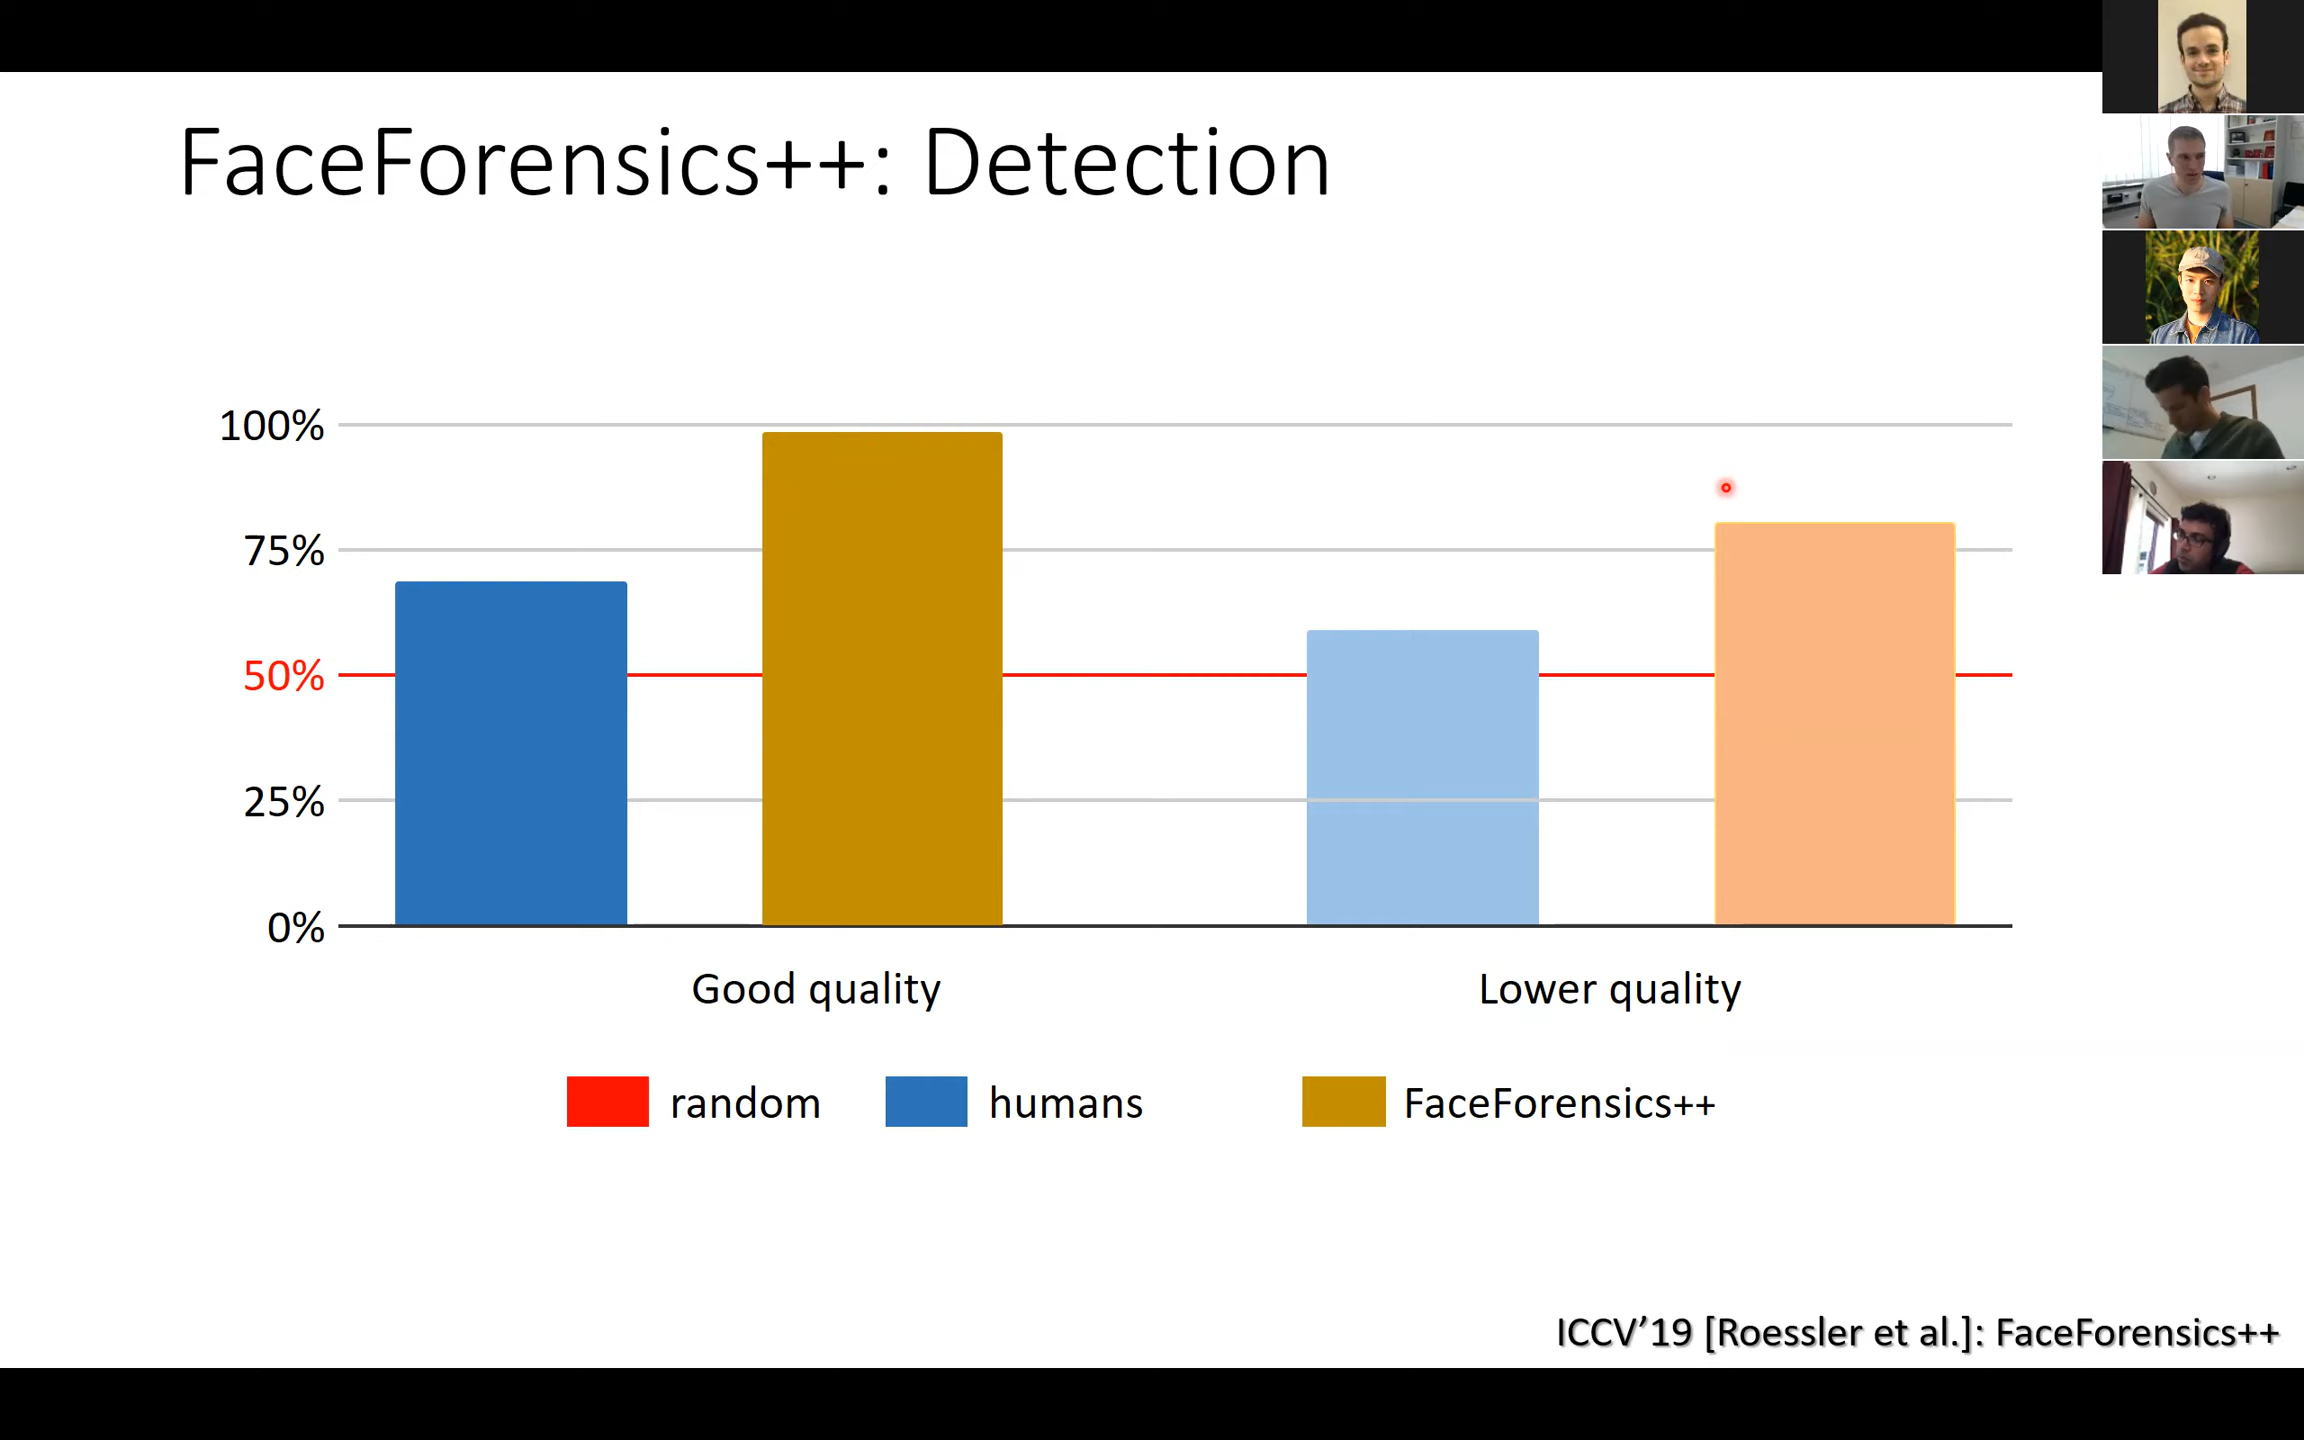 FaceForensics++: Detection
100%
75%
50%
25%
0%
Good quality
Lower quality
random
humans
FaceForensics++
ICCV’19 [Roessler et al.]: FaceForensics++